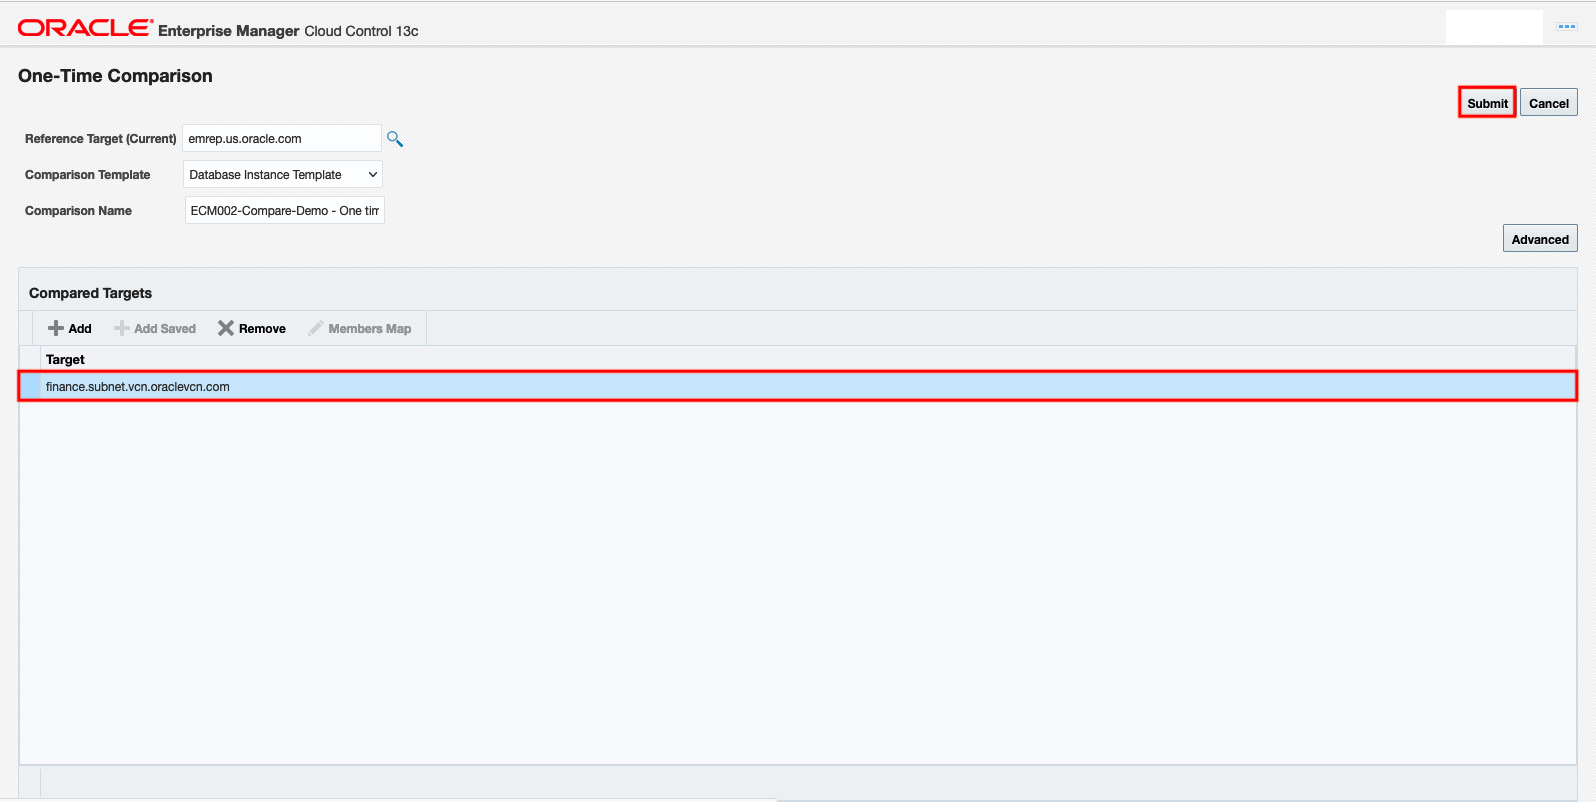 ORACLE Enterprise Manager Cloud Control 13c
One-Time Comparison
Submit Cancel
Reference Target (Current) emrep.us.oracle.com
Comparison Template Database Instance Template
Comparison Name ECM002-Compare-Demo - One tim
Advanced
Compared Targets
Add Add Saved Remove Members Map
Target
finance.subnet.vcn.oraclevcn.com